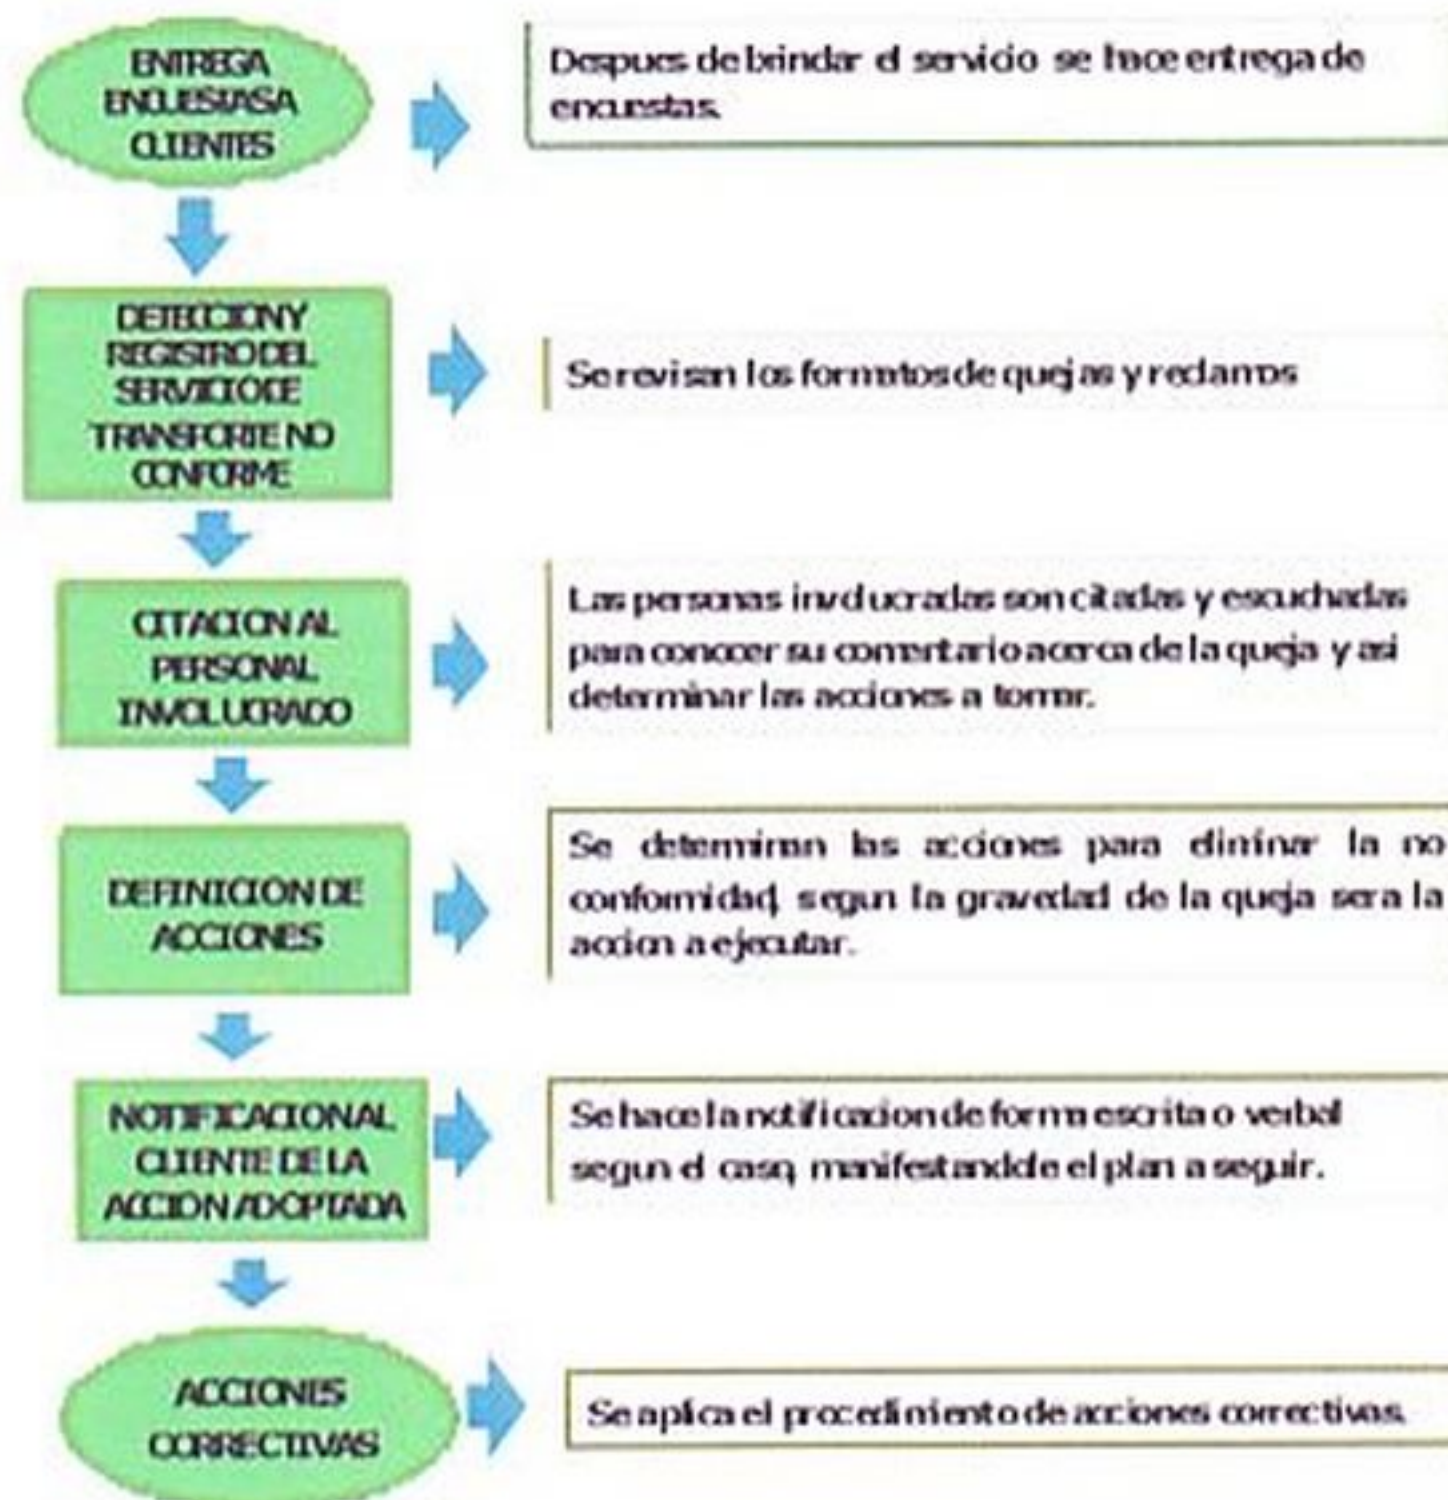 ENTREGA
ENCUESTAS A
CLIENTES
Despues de brindar el servicio se hace entrega de
encuestas.
DETECCION Y
REGISTRO DEL
SERVICIO DE
TRANSPORTE NO
CONFORME
Se revisan los formatos de quejas y reclamos
CITACION AL
PERSONAL
INVOLUCRADO
Las personas involucradas son citadas y escuchadas
para conocer su comentario acerca de la queja y asi
determinar las acciones a tomar.
DEFINICION DE
ACCIONES
Se determinan las acciones para eliminar la no
conformidad, segun la gravedad de la queja sera la
accion a ejecutar.
NOTIFICACION AL
CLIENTE DE LA
ACCION ADOPTADA
Se hace la notificacion de forma escrita o verbal
segun el caso, manifestandole el plan a seguir.
ACCIONES
CORRECTIVAS
Se aplica el procedimiento de acciones correctivas.